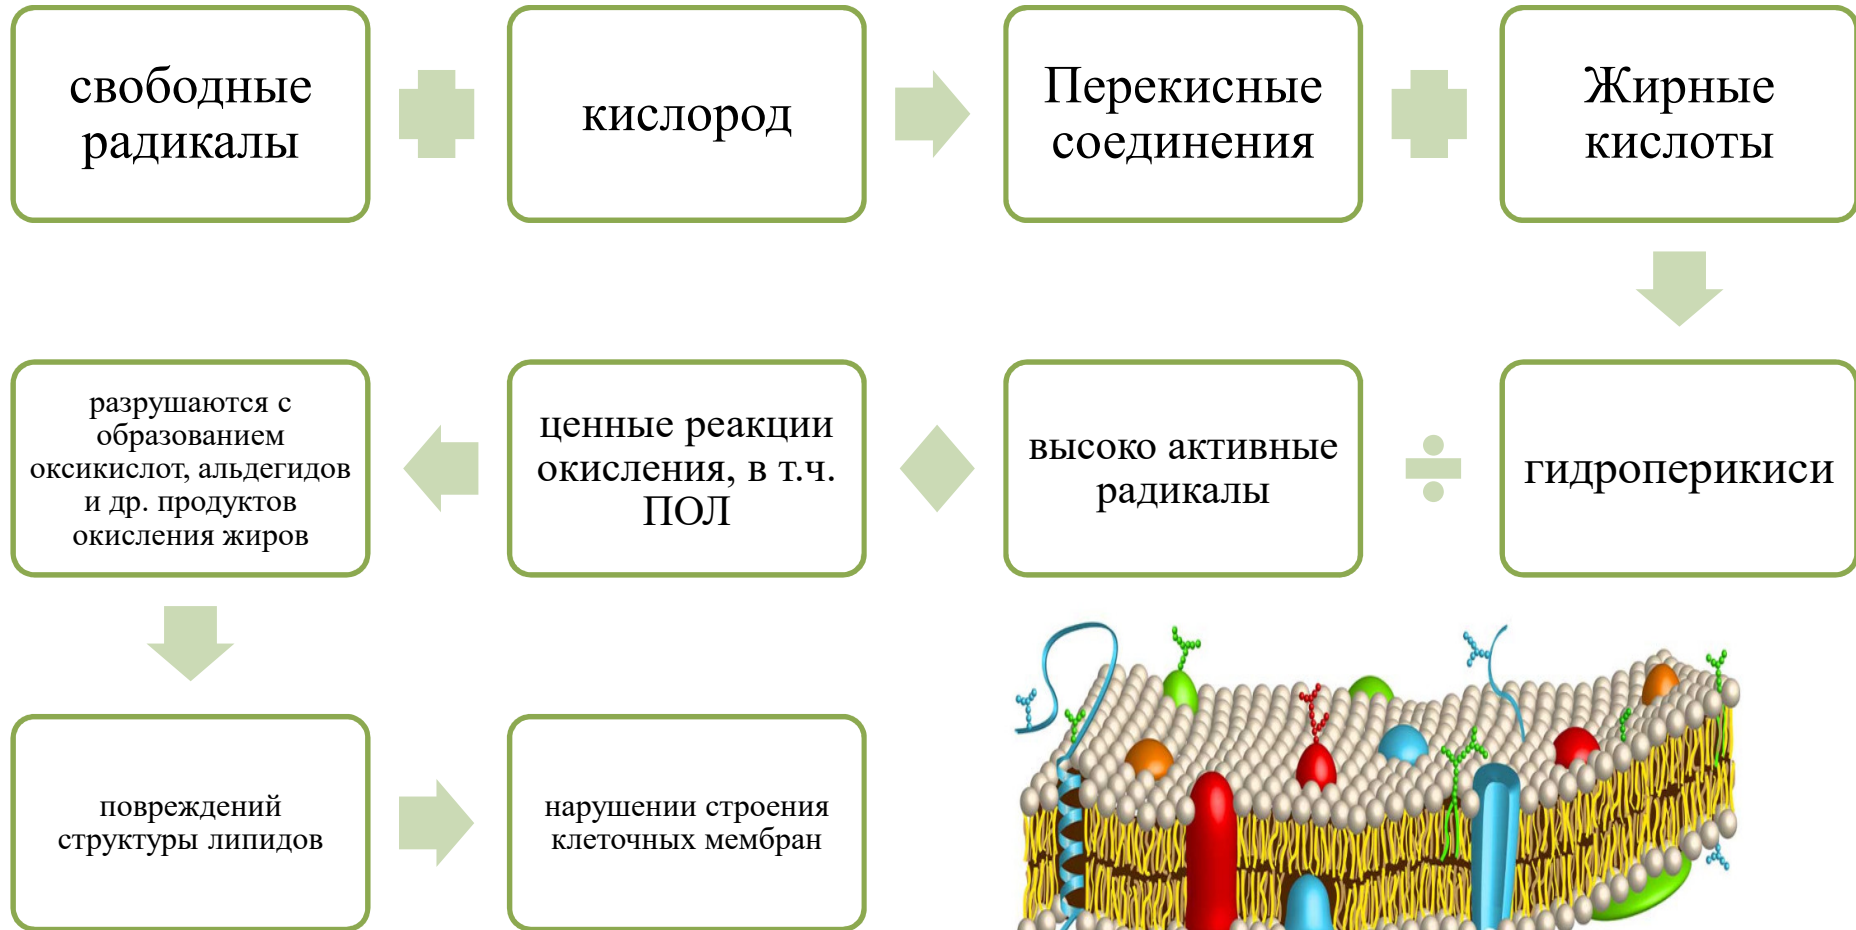 свободные
радикалы
кислород
Перекисные
соединения
Жирные
кислоты
гидроперикиси
высоко активные
радикалы
ценные реакции
окисления, в т.ч.
ПОЛ
разрушаются с
образованием
оксикислот, альдегидов
и др. продуктов
окисления жиров
повреждений
структуры липидов
нарушении строения
клеточных мембран